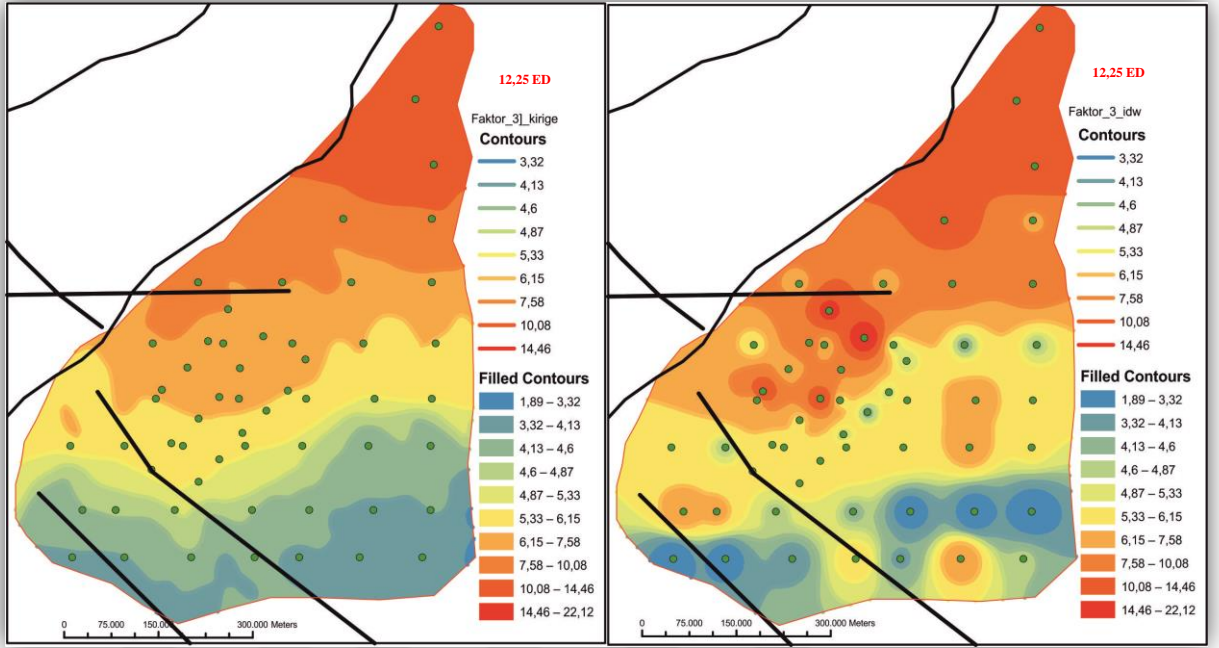 12,25 ED
Faktor_3]_kirige
Contours
3,32
4,13
4,6
4,87
5,33
6,15
7,58
10,08
14,46
Filled Contours
1,89 – 3,32
3,32 – 4,13
4,13 – 4,6
4,6 – 4,87
4,87 – 5,33
5,33 – 6,15
6,15 – 7,58
7,58 – 10,08
10,08 – 14,46
14,46 – 22,12
0 75.000 150.000 300.000 Meters
12,25 ED
Faktor_3_idw
Contours
3,32
4,13
4,6
4,87
5,33
6,15
7,58
10,08
14,46
Filled Contours
1,89 – 3,32
3,32 – 4,13
4,13 – 4,6
4,6 – 4,87
4,87 – 5,33
5,33 – 6,15
6,15 – 7,58
7,58 – 10,08
10,08 – 14,46
14,46 – 22,12
0 75.000 150.000 300.000 Meters